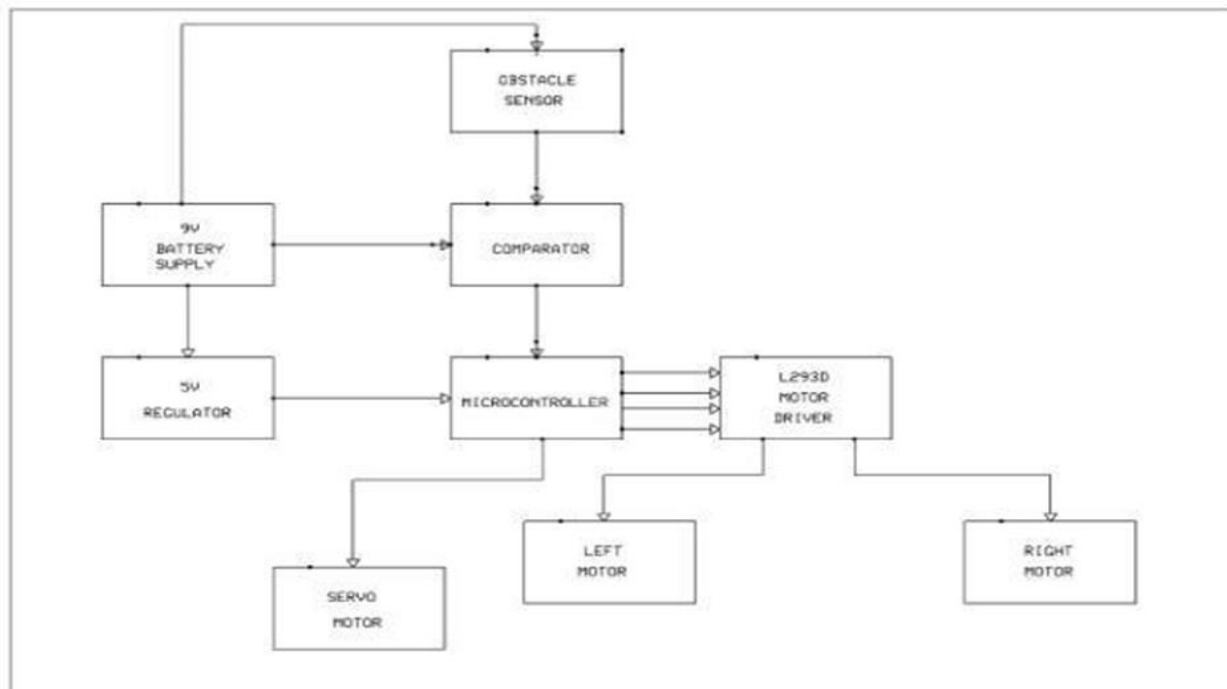 OBSTACLE
SENSOR
9V
BATTERY
SUPPLY
COMPARATOR
5V
REGULATOR
MICROCONTROLLER
L293D
MOTOR
DRIVER
LEFT
MOTOR
RIGHT
MOTOR
SERVO
MOTOR